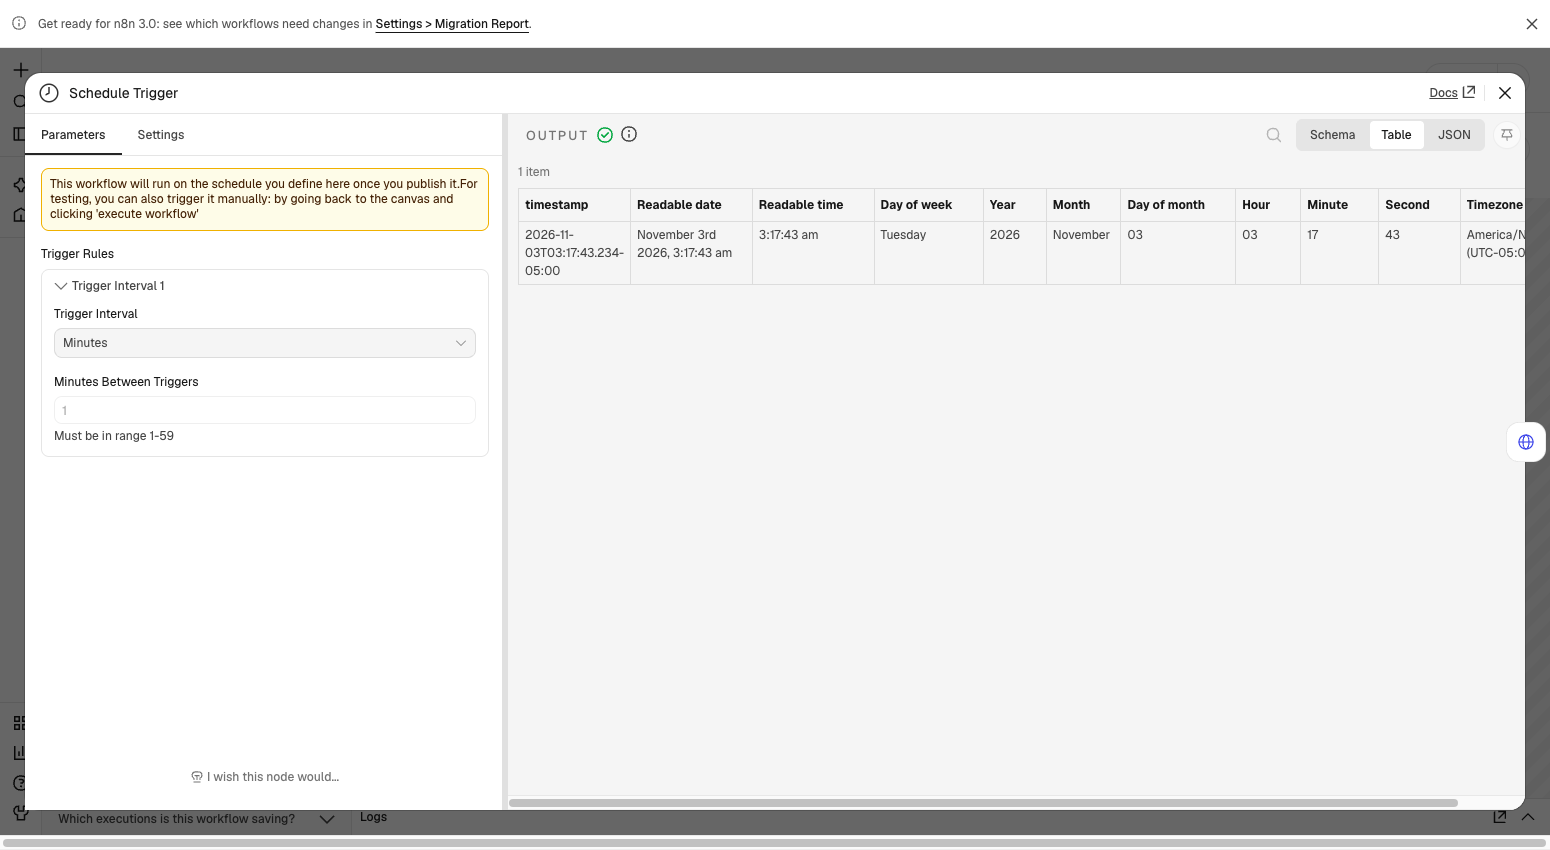 Get ready for n8n 3.0: see which workflows need changes in Settings > Migration Report.
Schedule Trigger
Docs
Parameters
Settings
This workflow will run on the schedule you define here once you publish it.For
testing, you can also trigger it manually: by going back to the canvas and
clicking 'execute workflow'
Trigger Rules
Trigger Interval 1
Trigger Interval
Minutes
Minutes Between Triggers
1
Must be in range 1-59
I wish this node would...
OUTPUT
Schema
Table
JSON
1 item
timestamp Readable date Readable time Day of week Year Month Day of month Hour Minute Second Timezone
2026-11- November 3rd 3:17:43 am Tuesday 2026 November 03 03 17 43 America/N
03T03:17:43.234- 2026, 3:17:43 am (UTC-05:0
05:00
Which executions is this workflow saving?
Logs